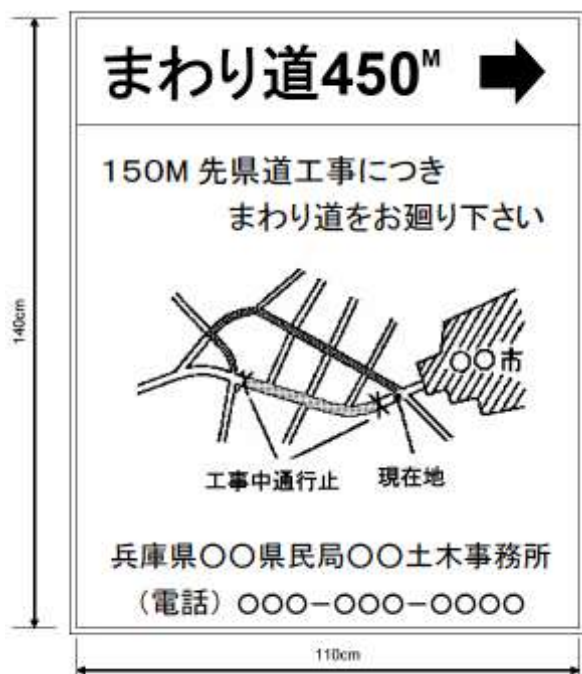 まわり道450M
150M 先県道工事につき
まわり道をお廻り下さい
〇〇市
工事中通行止
現在地
兵庫県〇〇県民局〇〇土木事務所
（電話）〇〇〇−〇〇〇−〇〇〇〇
140cm
110cm